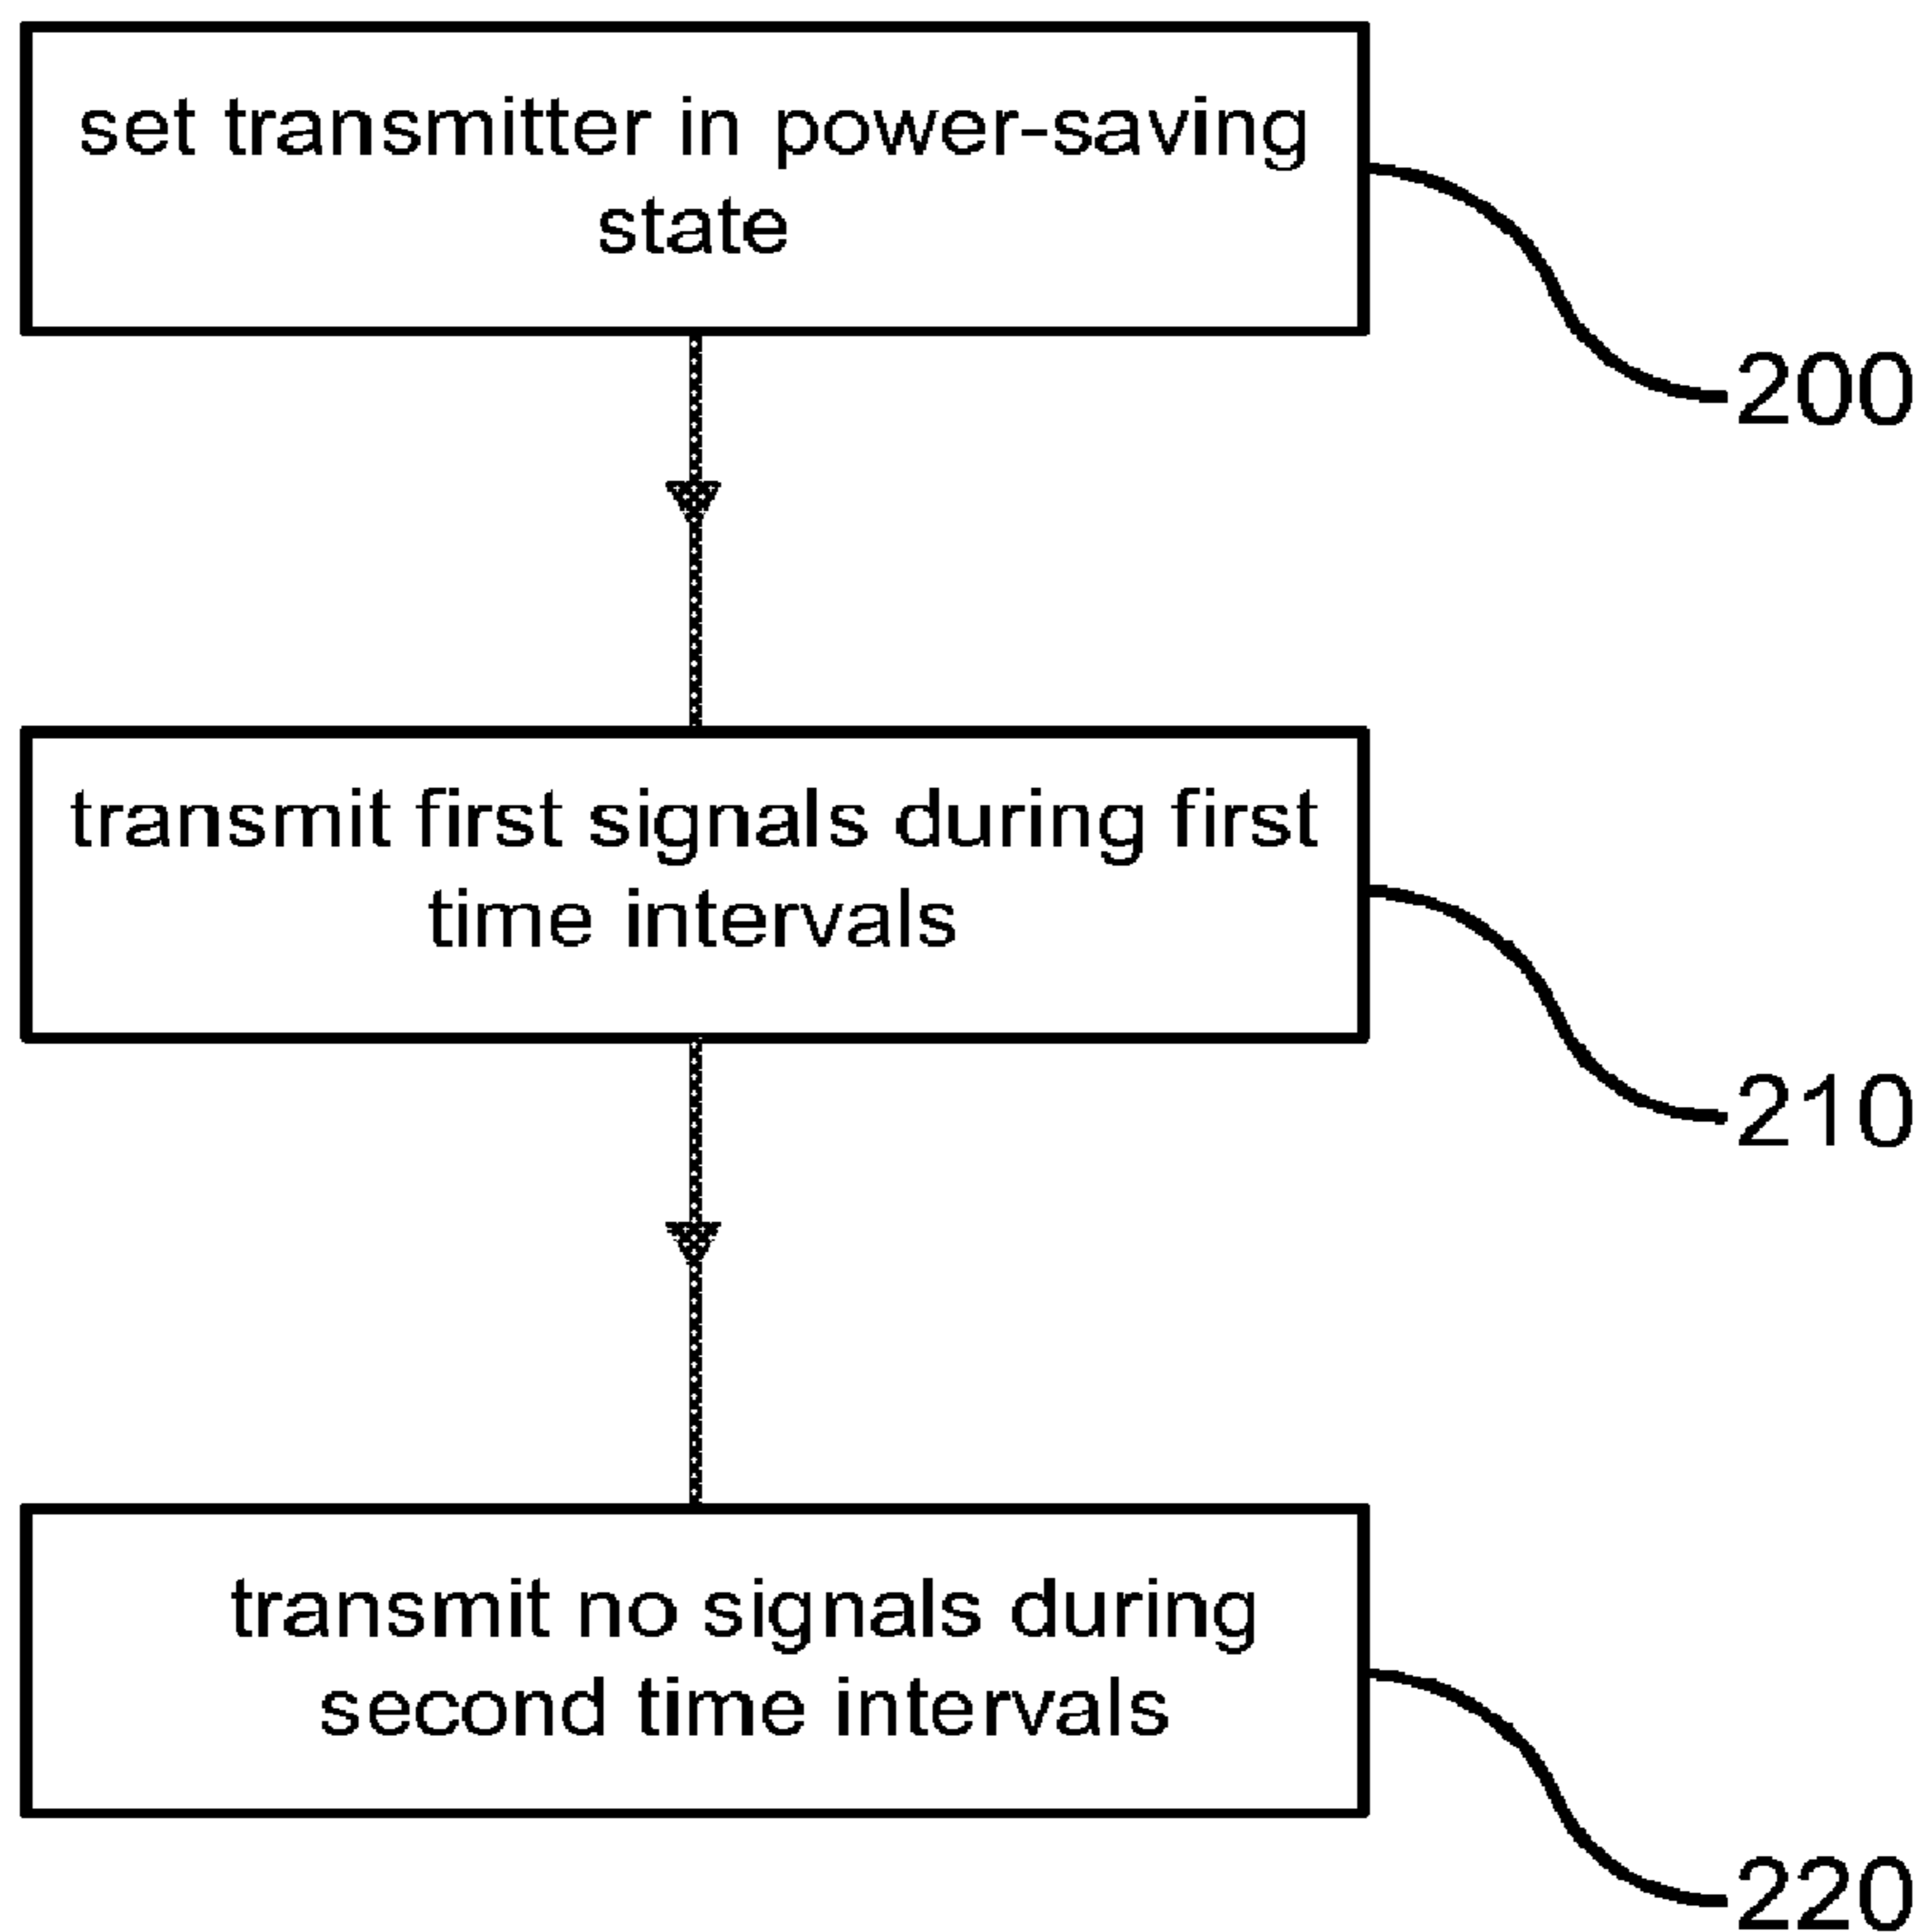 set transmitter in power-saving
state
200
transmit first signals during first
time intervals
210
transmit no signals during
second time intervals
220